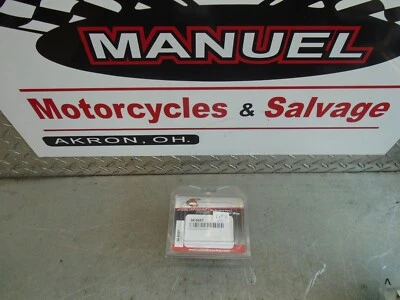 MANUEL
Motorcycles & Salvage
AKRON, OH.